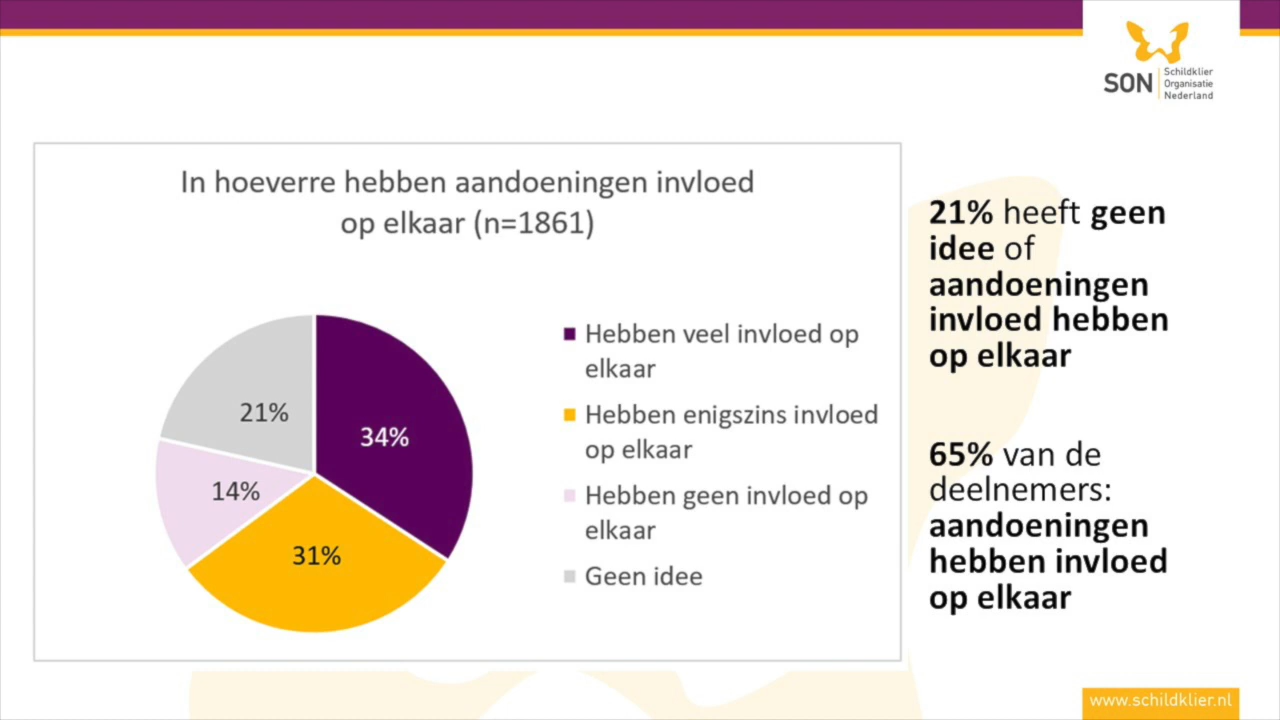 SON
Schildklier
Organisatie
Nederland
In hoeverre hebben aandoeningen invloed
op elkaar (n=1861)
21%
34%
14%
31%
Hebben veel invloed op
elkaar
Hebben enigszins invloed
op elkaar
Hebben geen invloed op
elkaar
Geen idee
21% heeft geen
idee of
aandoeningen
invloed hebben
op elkaar
65% van de
deelnemers:
aandoeningen
hebben invloed
op elkaar
www.schildklier.nl